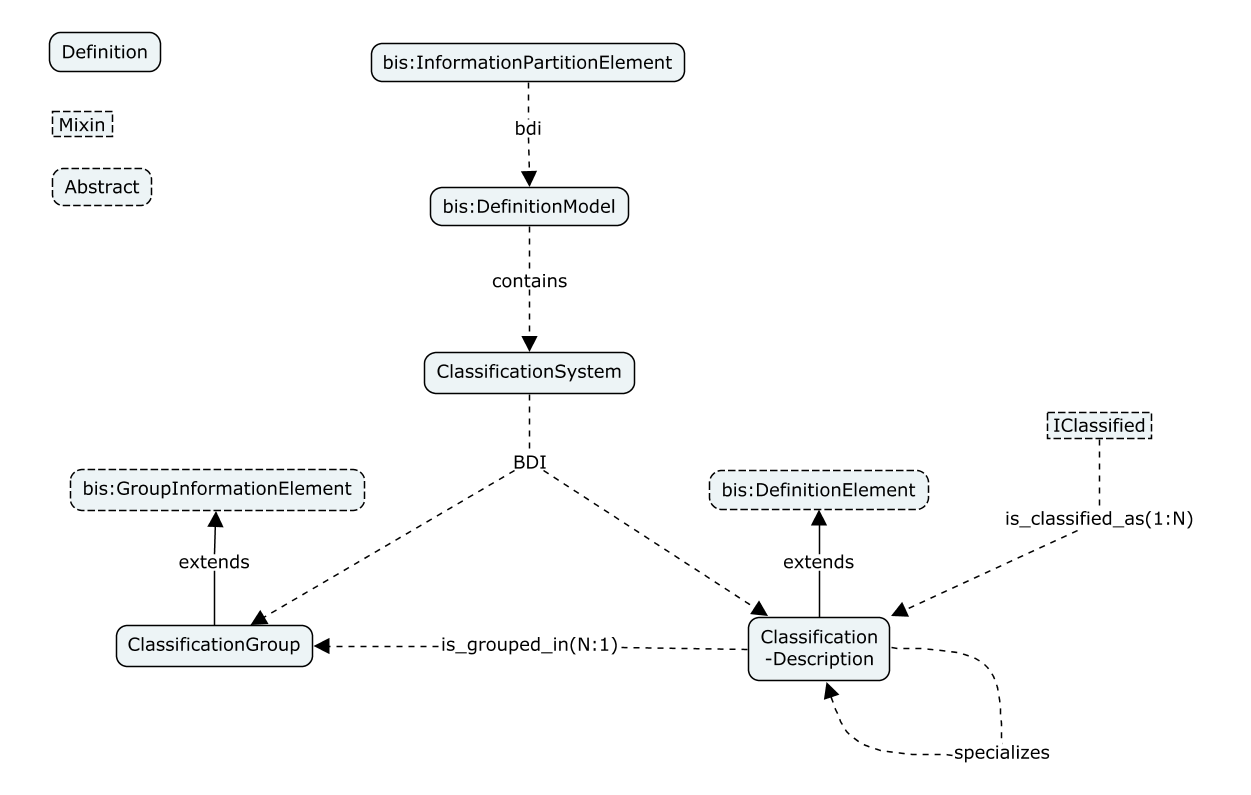 Definition
bis:InformationPartitionElement
Mixin
bdi
Abstract
bis:DefinitionModel
contains
ClassificationSystem
IClassified
BDI
bis:GroupInformationElement
bis:DefinitionElement
is_classified_as(1:N)
extends
extends
ClassificationGroup
is_grouped_in(N:1)
Classification
-Description
specializes